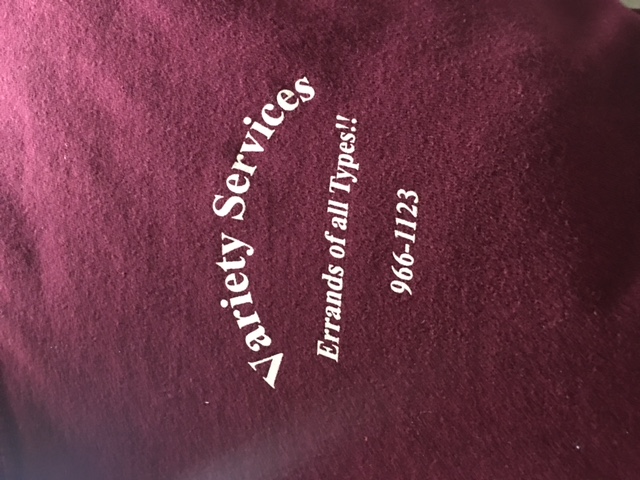 Variety Services
Errands of all Types!!
966-1123